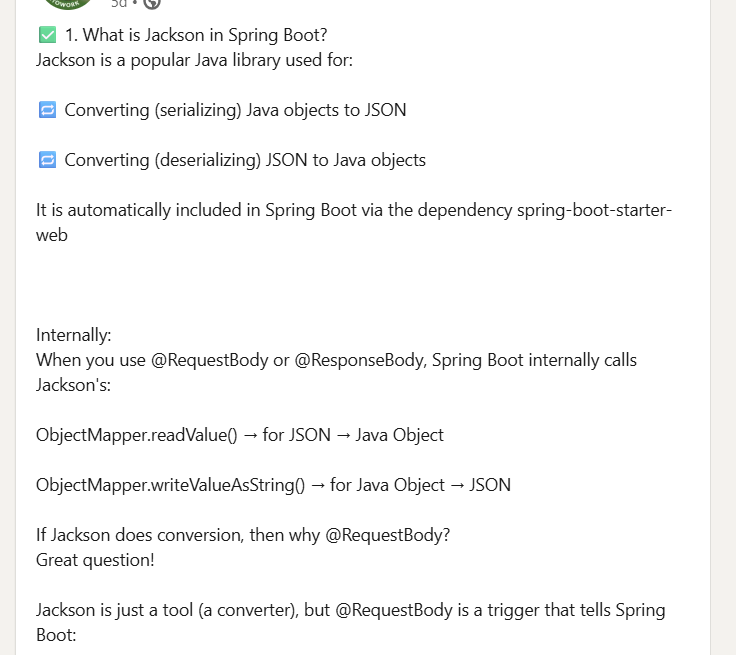 OWORK
5d •
✅ 1. What is Jackson in Spring Boot?
Jackson is a popular Java library used for:
🔁 Converting (serializing) Java objects to JSON
🔁 Converting (deserializing) JSON to Java objects
It is automatically included in Spring Boot via the dependency spring-boot-starter-
web
Internally:
When you use @RequestBody or @ResponseBody, Spring Boot internally calls
Jackson's:
ObjectMapper.readValue() → for JSON → Java Object
ObjectMapper.writeValueAsString() → for Java Object → JSON
If Jackson does conversion, then why @RequestBody?
Great question!
Jackson is just a tool (a converter), but @RequestBody is a trigger that tells Spring
Boot: